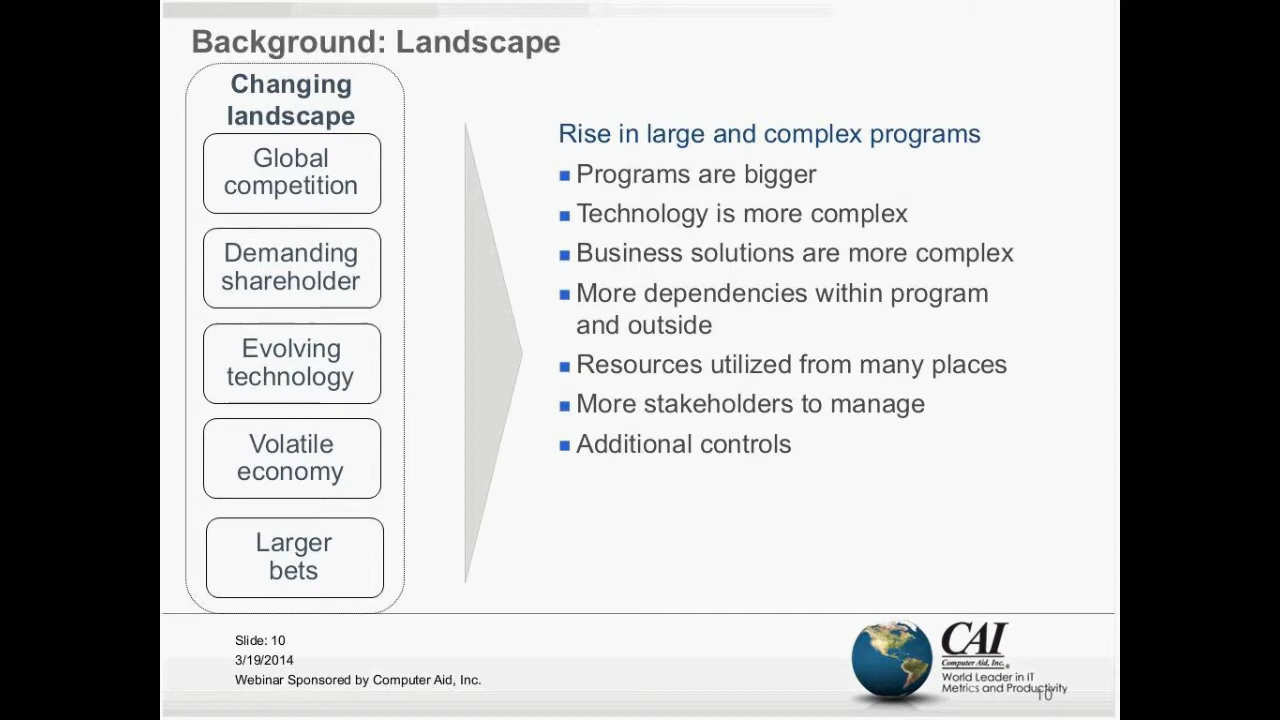 Background: Landscape
Changing
landscape
Global
competition
Demanding
shareholder
Evolving
technology
Volatile
economy
Larger
bets
Rise in large and complex programs
Programs are bigger
Technology is more complex
Business solutions are more complex
More dependencies within program
and outside
Resources utilized from many places
More stakeholders to manage
Additional controls
Slide: 10
3/19/2014
Webinar Sponsored by Computer Aid, Inc.
CAI
Computer Aid, Inc.®
World Leader in IT
Metrics and Productivity
10